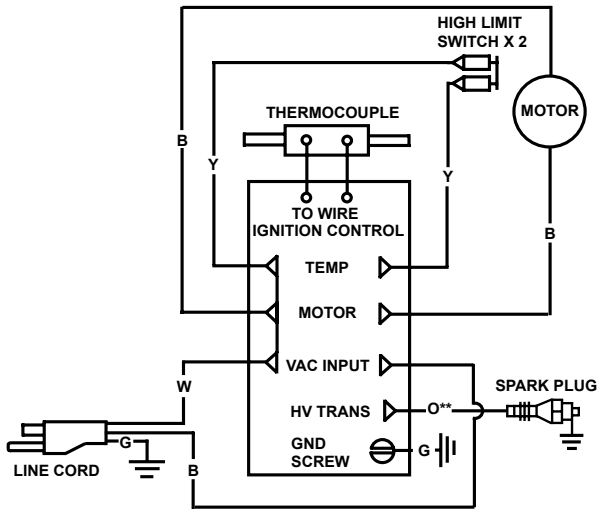 HIGH LIMIT
SWITCH X 2
THERMOCOUPLE
MOTOR
B
Y
Y
TO WIRE
IGNITION CONTROL
B
TEMP
MOTOR
VAC INPUT
W
SPARK PLUG
HV TRANS
O**
GND
SCREW
G
G
LINE CORD
B